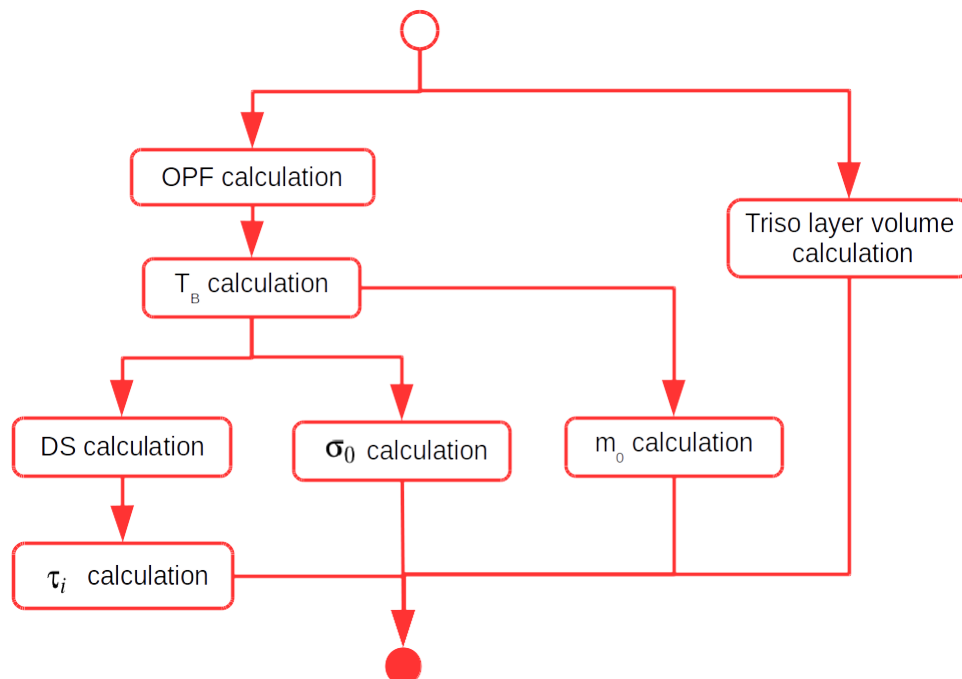 OPF calculation
Triso layer volume
calculation
T_B calculation
DS calculation
σ₀ calculation
m₀ calculation
τᵢ calculation